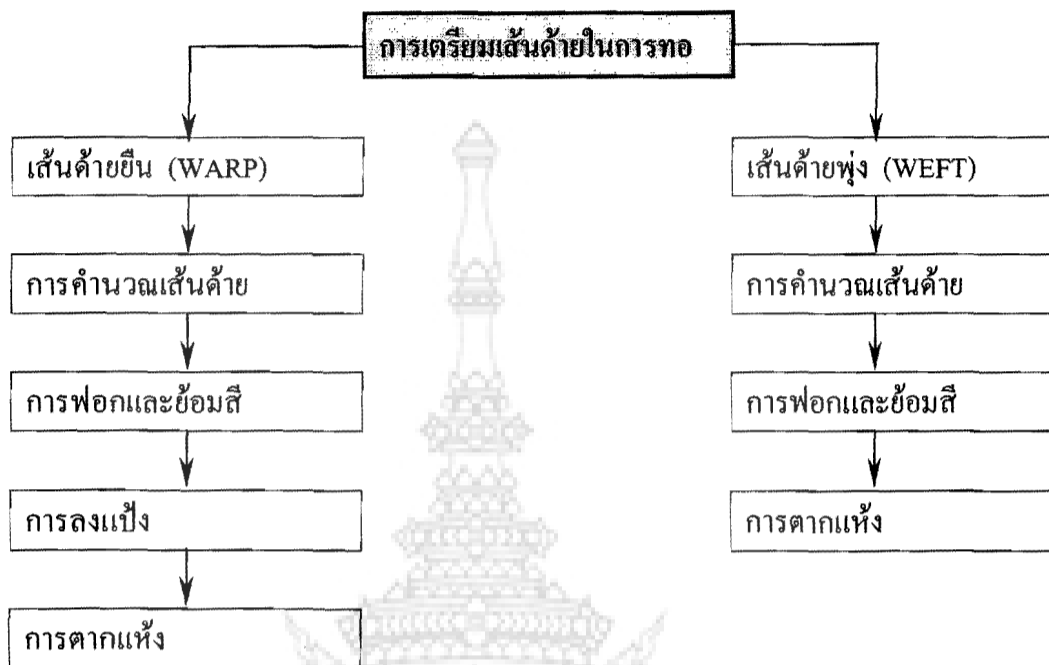 การเตรียมเส้นด้ายในการทอ
เส้นด้ายยืน (WARP)
การคำนวณเส้นด้าย
การฟอกและย้อมสี
การลงแป้ง
การตากแห้ง
เส้นด้ายพุ่ง (WEFT)
การคำนวณเส้นด้าย
การฟอกและย้อมสี
การตากแห้ง